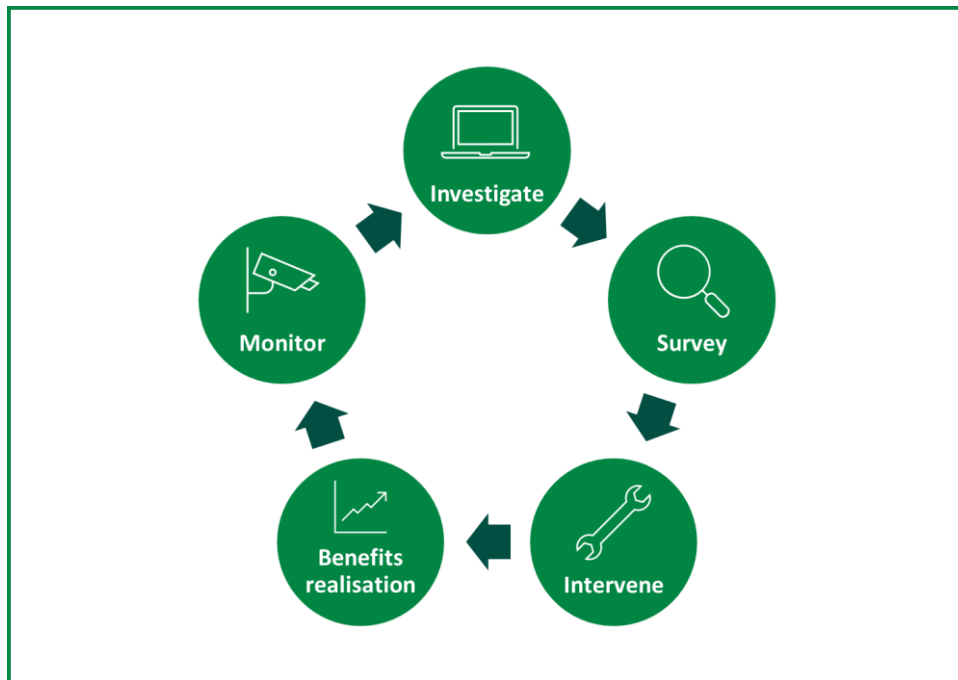 Investigate
Survey
Intervene
Benefits
realisation
Monitor